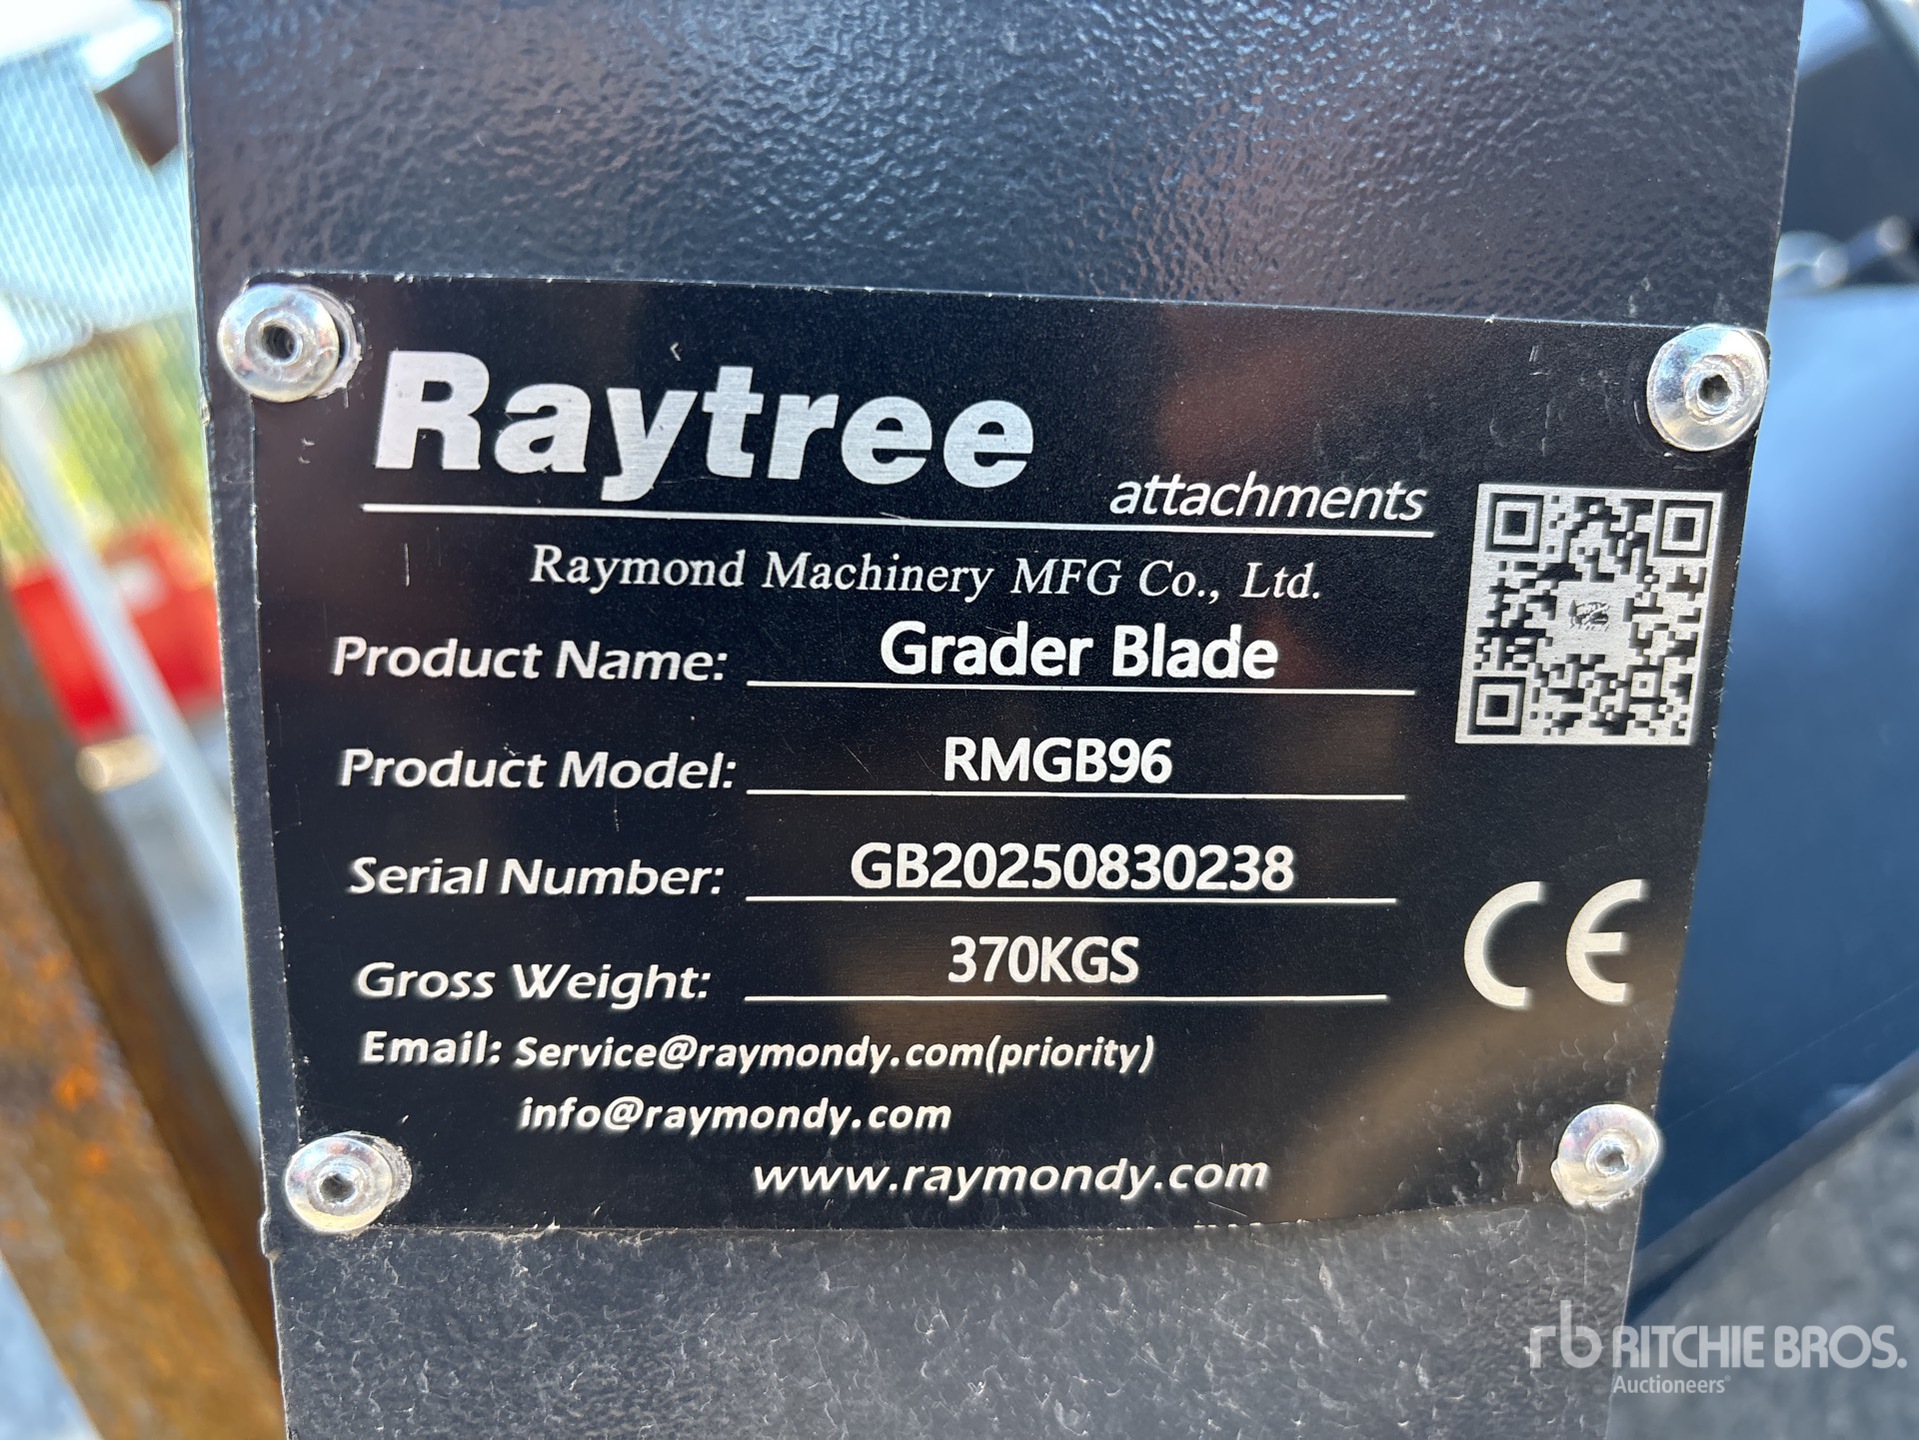 Raytree
attachments
Raymond Machinery MFG Co., Ltd.
Product Name: Grader Blade
Product Model: RMGB96
Serial Number: GB20250830238
Gross Weight: 370KGS
CE
Email: Service@raymondy.com(priority)
info@raymondy.com
www.raymondy.com
rb RITCHIE BROS.
Auctioneers